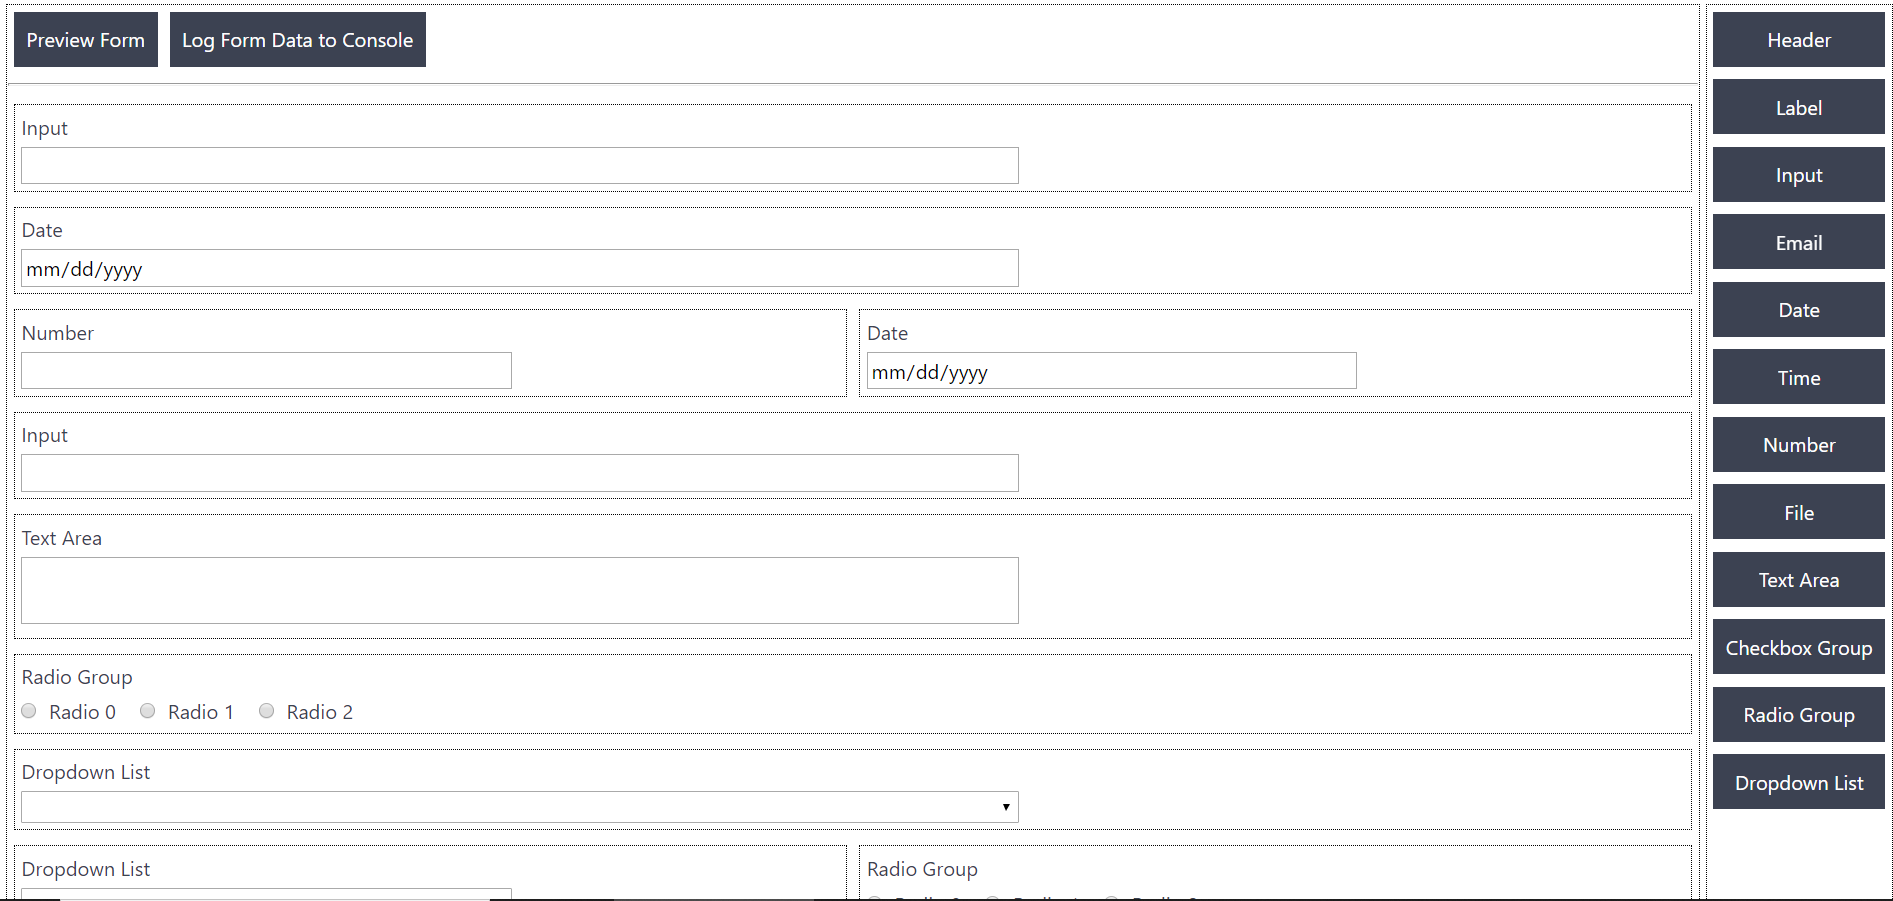 Preview Form
Log Form Data to Console
Input
Date
mm/dd/yyyy
Number
Date
mm/dd/yyyy
Input
Text Area
Radio Group
Radio 0 Radio 1 Radio 2
Dropdown List
Dropdown List
Radio Group
Header
Label
Input
Email
Date
Time
Number
File
Text Area
Checkbox Group
Radio Group
Dropdown List